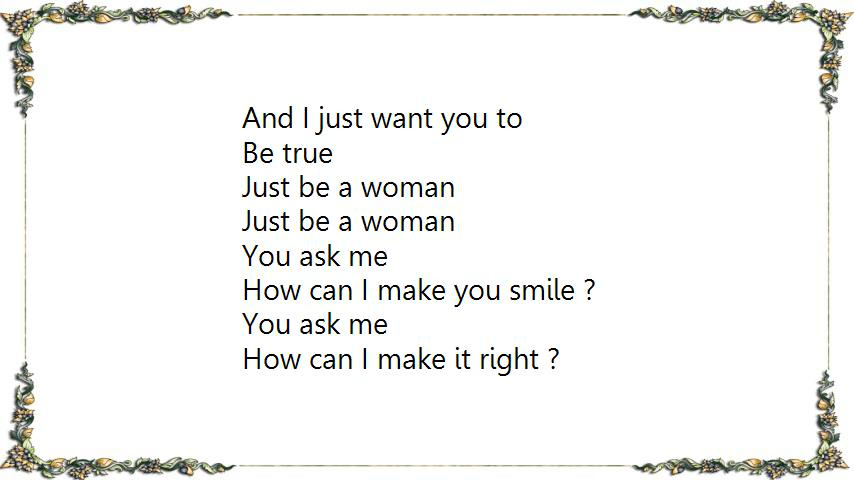 And I just want you to
Be true
Just be a woman
Just be a woman
You ask me
How can I make you smile ?
You ask me
How can I make it right ?